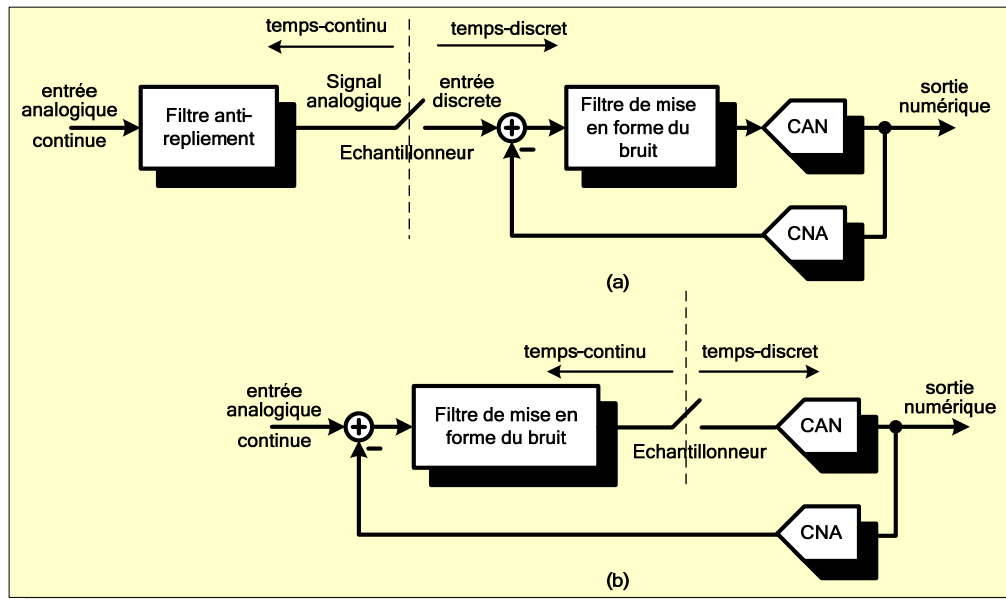 temps-continu temps-discret
entrée
analogique
continue
Filtre anti-
repliement
Signal
analogique
entrée
discrete
Echantillonneur
Filtre de mise
en forme du
bruit
CAN
sortie
numérique
CNA
(a)
temps-continu temps-discret
entrée
analogique
continue
Filtre de mise en
forme du bruit
Echantillonneur
CAN
sortie
numérique
CNA
(b)